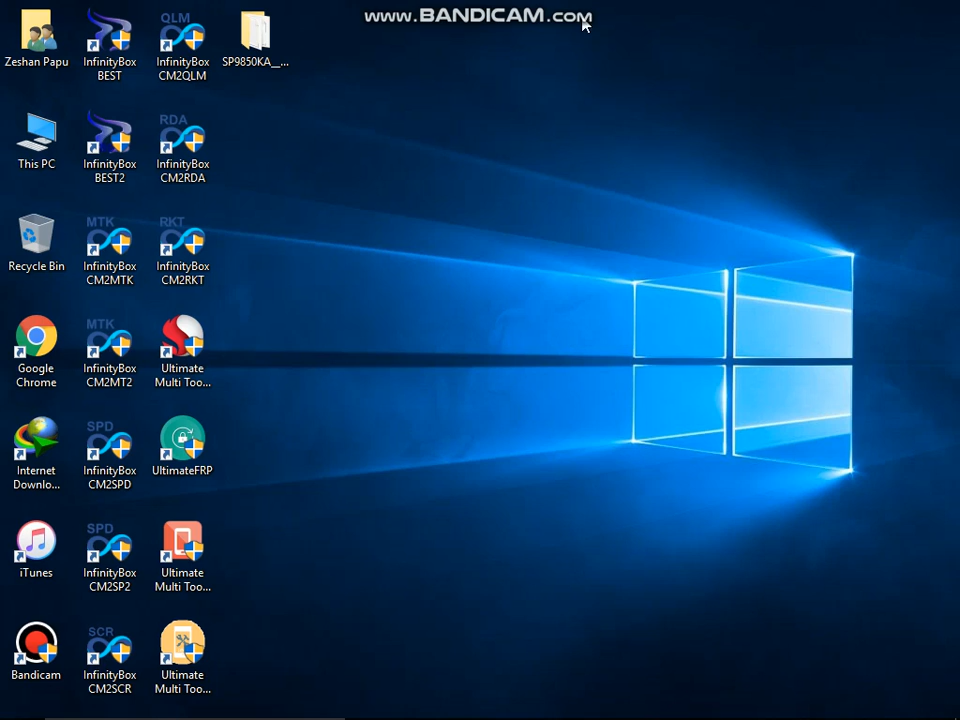 www.BANDICAM.com
Zeshan Papu
InfinityBox
BEST
QLM
InfinityBox
CM2QLM
SP9850KA__...
This PC
InfinityBox
BEST2
RDA
InfinityBox
CM2RDA
Recycle Bin
MTK
InfinityBox
CM2MTK
RKT
InfinityBox
CM2RKT
Google
Chrome
MTK
InfinityBox
CM2MT2
Ultimate
Multi Too...
Internet
Downlo...
SPD
InfinityBox
CM2SPD
UltimateFRP
iTunes
SPD
InfinityBox
CM2SP2
Ultimate
Multi Too...
Bandicam
SCR
InfinityBox
CM2SCR
Ultimate
Multi Too...